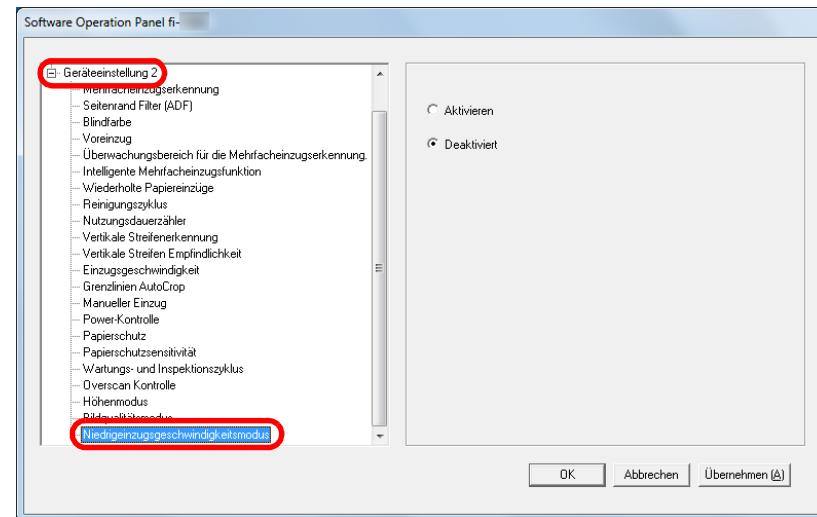 Software Operation Panel fi-
Geräteeinstellung 2
Mehrfacheinzugserkennung
Seitenrand Filter (ADF)
Blindfarbe
Voreinzug
Überwachungsbereich für die Mehrfacheinzugserkennung.
Intelligente Mehrfacheinzugsfunktion
Wiederholte Papiereinzüge
Reinigungszyklus
Nutzungsdauerzähler
Vertikale Streifenerkennung
Vertikale Streifen Empfindlichkeit
Einzugsgeschwindigkeit
Grenzlinien AutoCrop
Manueller Einzug
Power-Kontrolle
Papierschutz
Papierschutzsensitivität
Wartungs- und Inspektionszyklus
Overscan Kontrolle
Höhenmodus
Bildqualitätsmodus
Niedrigeinzugsgeschwindigkeitsmodus
Aktivieren
Deaktiviert
OK Abbrechen Übernehmen (A)